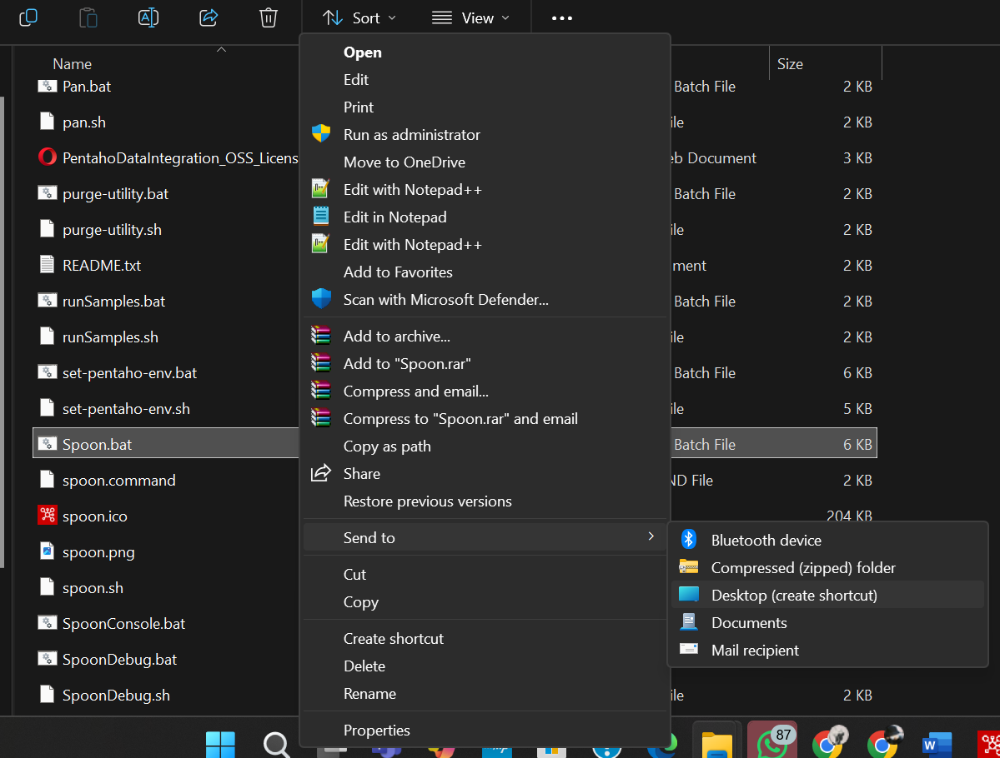 Sort
View
Name
Size
Pan.bat
Batch File
2 KB
pan.sh
ile
2 KB
PentahoDataIntegration_OSS_Licens
eb Document
3 KB
purge-utility.bat
Batch File
2 KB
purge-utility.sh
ile
2 KB
README.txt
ment
2 KB
runSamples.bat
Batch File
2 KB
runSamples.sh
ile
2 KB
set-pentaho-env.bat
Batch File
6 KB
set-pentaho-env.sh
ile
5 KB
Spoon.bat
Batch File
6 KB
spoon.command
ND File
2 KB
spoon.ico
204 KB
spoon.png
spoon.sh
SpoonConsole.bat
SpoonDebug.bat
SpoonDebug.sh
ile
2 KB
Open
Edit
Print
Run as administrator
Move to OneDrive
Edit with Notepad++
Edit in Notepad
Edit with Notepad++
Add to Favorites
Scan with Microsoft Defender...
Add to archive...
Add to "Spoon.rar"
Compress and email...
Compress to "Spoon.rar" and email
Copy as path
Share
Restore previous versions
Send to
Cut
Copy
Create shortcut
Delete
Rename
Properties
Bluetooth device
Compressed (zipped) folder
Desktop (create shortcut)
Documents
Mail recipient
87
W